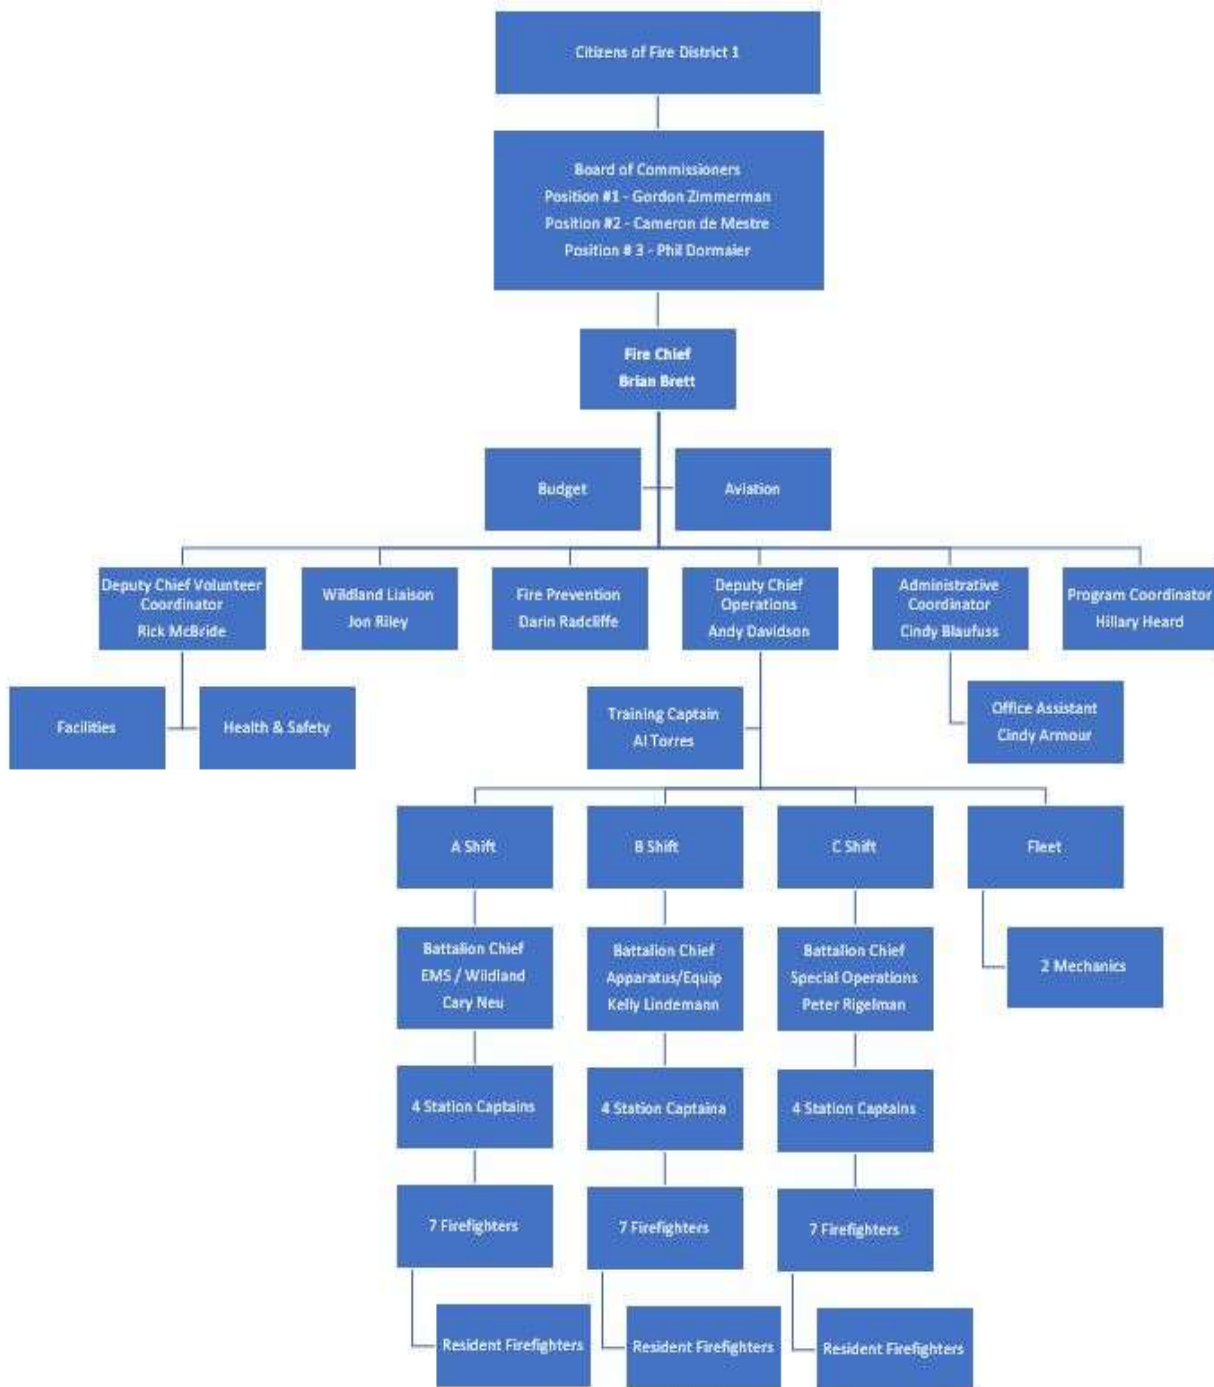 Citizens of Fire District 1
Board of Commissioners
Position #1 - Gordon Zimmerman
Position #2 - Cameron de Mestre
Position # 3 - Phil Dormaier
Fire Chief
Brian Brett
Budget
Aviation
Deputy Chief Volunteer
Coordinator
Rick McBride
Wildland Liaison
Jon Riley
Fire Prevention
Darin Radcliffe
Deputy Chief
Operations
Andy Davidson
Administrative
Coordinator
Cindy Blaufuss
Program Coordinator
Hillary Heard
Facilities
Health & Safety
Training Captain
Al Torres
Office Assistant
Cindy Armour
A Shift
B Shift
C Shift
Fleet
Battalion Chief
EMS / Wildland
Cary Neu
Battalion Chief
Apparatus/Equip
Kelly Lindemann
Battalion Chief
Special Operations
Peter Rigelman
2 Mechanics
4 Station Captains
4 Station Captaina
4 Station Captains
7 Firefighters
7 Firefighters
7 Firefighters
Resident Firefighters
Resident Firefighters
Resident Firefighters